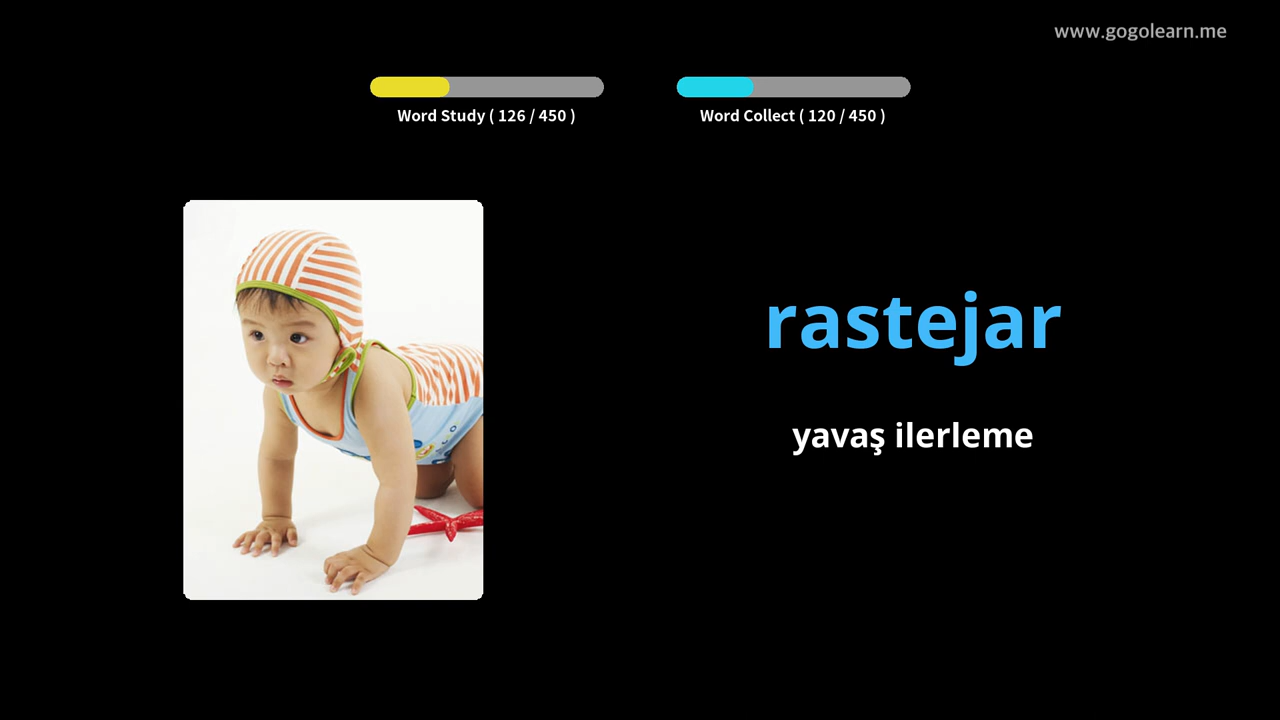 www.gogolearn.me
Word Study ( 126 / 450 )
Word Collect ( 120 / 450 )
rastejar
yavaş ilerleme